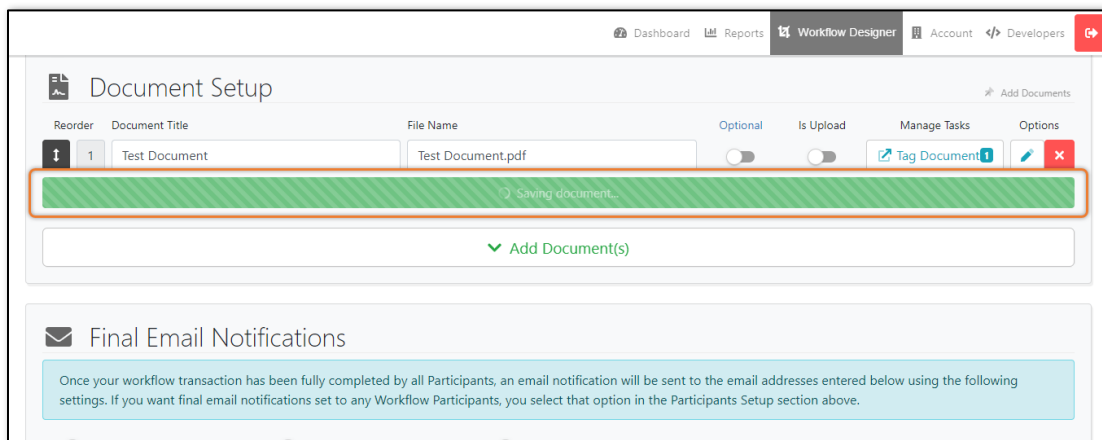 Dashboard Reports Workflow Designer Account Developers
Document Setup
Add Documents
Reorder Document Title File Name Optional Is Upload Manage Tasks Options
1 Test Document Test Document.pdf Tag Document 1
Saving document...
Add Document(s)
Final Email Notifications
Once your workflow transaction has been fully completed by all Participants, an email notification will be sent to the email addresses entered below using the following
settings. If you want final email notifications set to any Workflow Participants, you select that option in the Participants Setup section above.